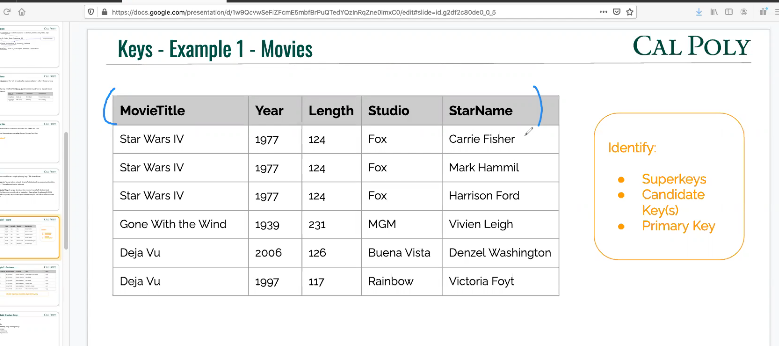 https://docs.google.com/presentation/d/1w9QcvwSeFiZFcmE5mbfBrPuQTedYQzInRqZne0lmxC0/edit#slide=id.g2df2c80de0_0_5
Keys - Example 1 - Movies
CAL POLY
MovieTitle Year Length Studio StarName
Star Wars IV 1977 124 Fox Carrie Fisher
Star Wars IV 1977 124 Fox Mark Hammil
Star Wars IV 1977 124 Fox Harrison Ford
Gone With the Wind 1939 231 MGM Vivien Leigh
Deja Vu 2006 126 Buena Vista Denzel Washington
Deja Vu 1997 117 Rainbow Victoria Foyt
Identify:
● Superkeys
● Candidate
Key(s)
● Primary Key